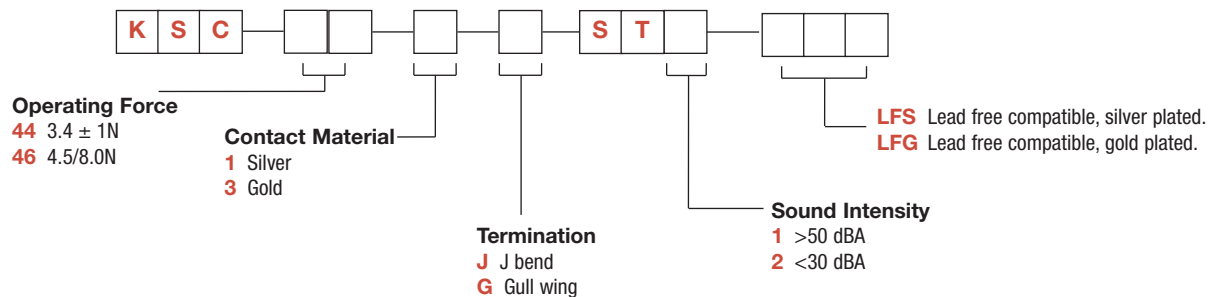 K S C S T
Operating Force
44 3.4 ± 1N
46 4.5/8.0N
Contact Material
1 Silver
3 Gold
Termination
J J bend
G Gull wing
Sound Intensity
1 >50 dBA
2 <30 dBA
LFS Lead free compatible, silver plated.
LFG Lead free compatible, gold plated.